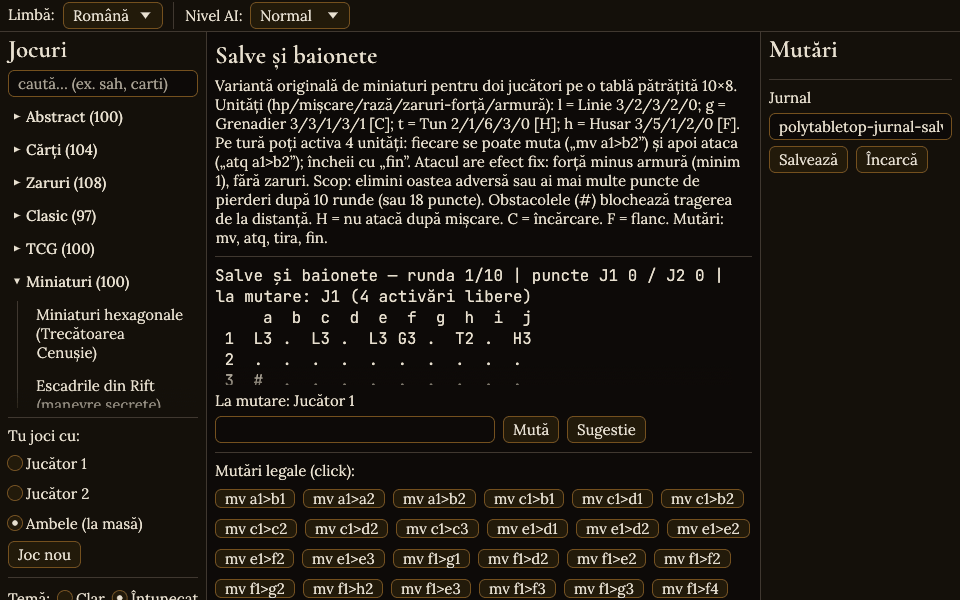 Limbă: Română ▼ Nivel AI: Normal ▼
Jocuri
caută... (ex. sah, carti)
▸ Abstract (100)
▸ Cărți (104)
▸ Zaruri (108)
▸ Clasic (97)
▸ TCG (100)
▾ Miniaturi (100)
Miniaturi hexagonale
(Trecătoarea
Cenușie)
Escadrile din Rift
(manevre secrete)
Tu joci cu:
Jucător 1
Jucător 2
Ambele (la masă)
Joc nou
Temă: Clar Întunecat
Salve și baionete
Variantă originală de miniaturi pentru doi jucători pe o tablă pătrățită 10×8.
Unități (hp/mișcare/rază/zaruri-forță/armură): l = Linie 3/2/3/2/0; g =
Grenadier 3/3/1/3/1 [C]; t = Tun 2/1/6/3/0 [H]; h = Husar 3/5/1/2/0 [F].
Pe tură poți activa 4 unități: fiecare se poate muta („mv a1>b2”) și apoi ataca
(„atq a1>b2”); închei cu „fin”. Atacul are efect fix: forță minus armură (minim
1), fără zaruri. Scop: elimini oastea adversă sau ai mai multe puncte de
pierderi după 10 runde (sau 18 puncte). Obstacolele (#) blochează tragerea
de la distanță. H = nu atacă după mișcare. C = încărcare. F = flanc. Mutări:
mv, atq, tira, fin.
Salve și baionete — runda 1/10 | puncte J1 0 / J2 0 |
la mutare: J1 (4 activări libere)
a b c d e f g h i j
1 L3 . L3 . L3 G3 . T2 . H3
2 . . . . . . . . . .
3 # . . . . . . . . .
La mutare: Jucător 1
Mută Sugestie
Mutări legale (click):
mv a1>b1 mv a1>a2 mv a1>b2 mv c1>b1 mv c1>d1 mv c1>b2
mv c1>c2 mv c1>d2 mv c1>c3 mv e1>d1 mv e1>d2 mv e1>e2
mv e1>f2 mv e1>e3 mv f1>g1 mv f1>d2 mv f1>e2 mv f1>f2
mv f1>g2 mv f1>h2 mv f1>e3 mv f1>f3 mv f1>g3 mv f1>f4
Mutări
Jurnal
polytabletop-jurnal-salv
Salvează Încarcă